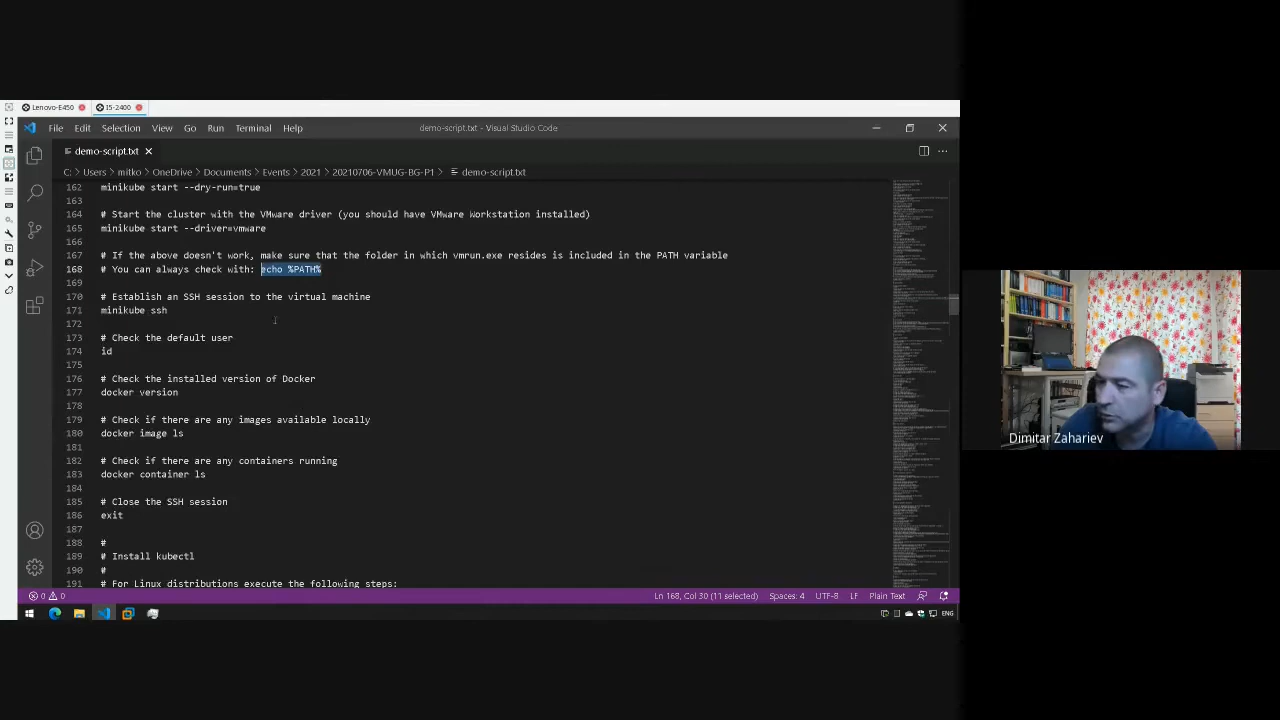 Lenovo-E450 I5-2400
File Edit Selection View Go Run Terminal Help demo-script.txt - Visual Studio Code
demo-script.txt
C: > Users > mitko > OneDrive > Documents > Events > 2021 > 20210706-VMUG-BG-P1 > demo-script.txt
162 minikube start --dry-run=true
163
164 # Start the cluster with the VMware driver (you should have VMware Workstation installed)
165 minikube start --driver=vmware
166
167 # If the above doesn't work, make sure that the folder in which vmrun.exe resides is included in the PATH variable
168 # You can always check with: echo %PATH%
169
170 # Establish an SSH session to the virtual machine
171 minikube ssh
172
173 # Check the default user
174 id
175
176 # Check the installed version of Docker
177 docker version
178
179 # Check if there are any images available locally
180 docker image ls
181
182 # Check if there is any container running
183 docker container ls
184
185 # Close the SSH session
186 exit
187
188 #
189 # Install kubectl
190
191 # For Linux distributions execute the following steps
0 0 Ln 168, Col 30 (11 selected) Spaces: 4 UTF-8 LF Plain Text
ENG
Dimitar Zahariev